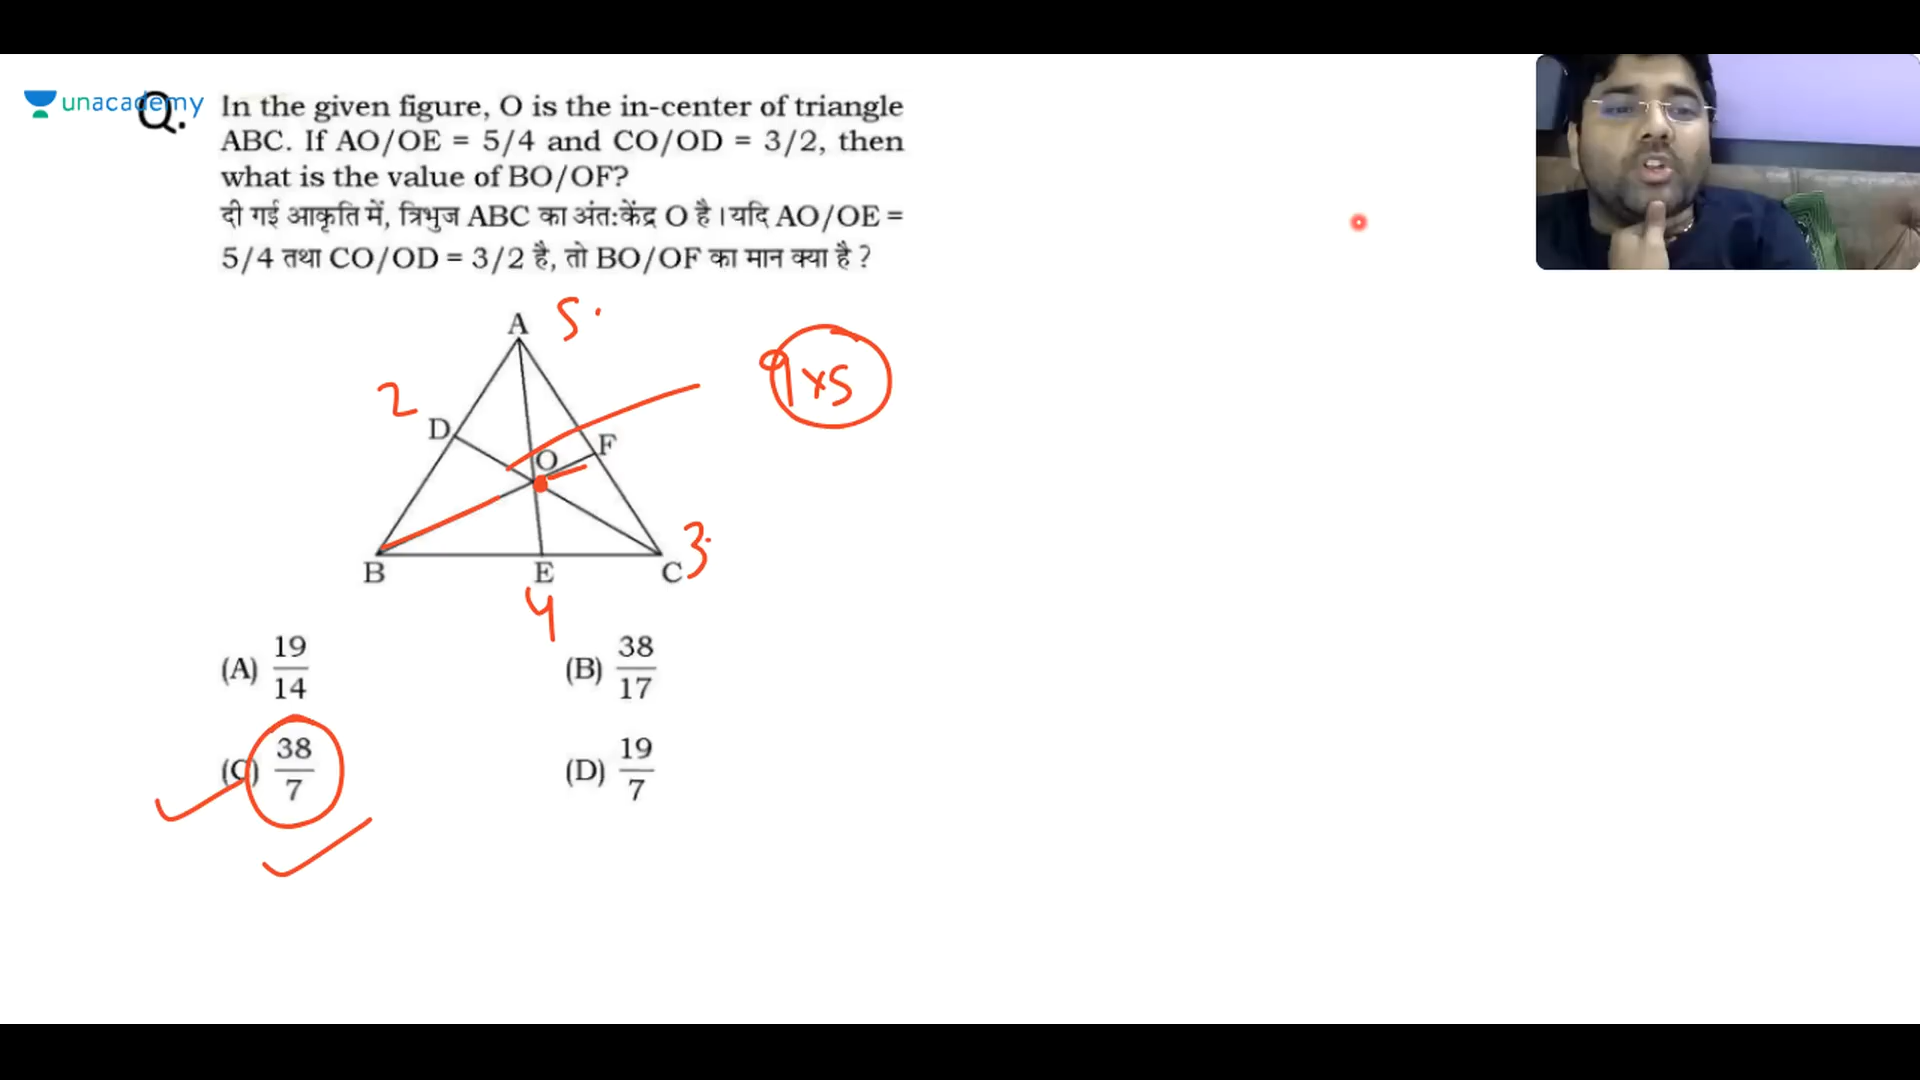 unacademy
Q. In the given figure, O is the in-center of triangle
ABC. If AO/OE = 5/4 and CO/OD = 3/2, then
what is the value of BO/OF?
दी गई आकृति में, त्रिभुज ABC का अंत:केंद्र O है। यदि AO/OE =
5/4 तथा CO/OD = 3/2 है, तो BO/OF का मान क्या है ?
A 5
9×5
2
D
F
O
B E C 3
4
(A) 19/14 (B) 38/17
(C) 38/7 (D) 19/7